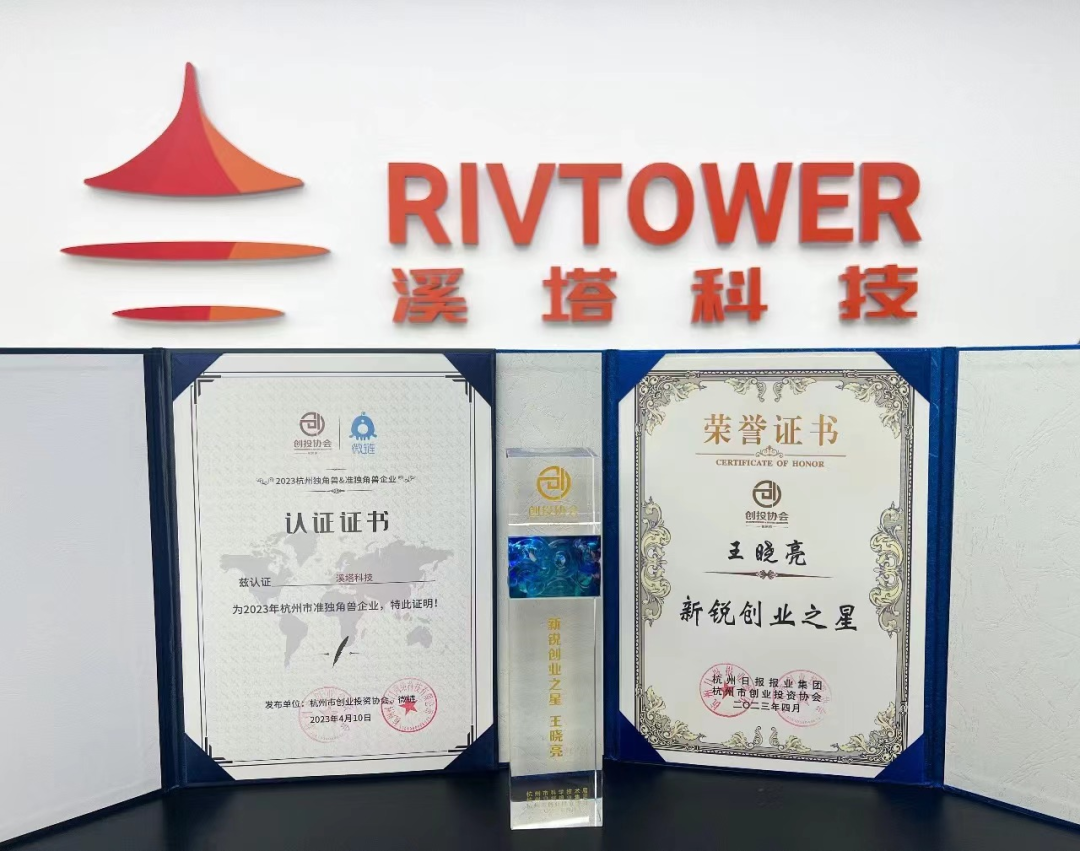 RIVTOWER
溪塔科技
创投协会
微链
2023杭州独角兽&准独角兽企业
认证证书
兹认证 溪塔科技
为2023年杭州市准独角兽企业，特此证明！
发布单位：杭州市创业投资协会、微链
2023年4月10日
创投协会
新锐创业之星 王晓亮
荣誉证书
CERTIFICATE OF HONOR
创投协会
王晓亮
新锐创业之星
杭州日报报业集团
杭州市创业投资协会
二〇二三年四月